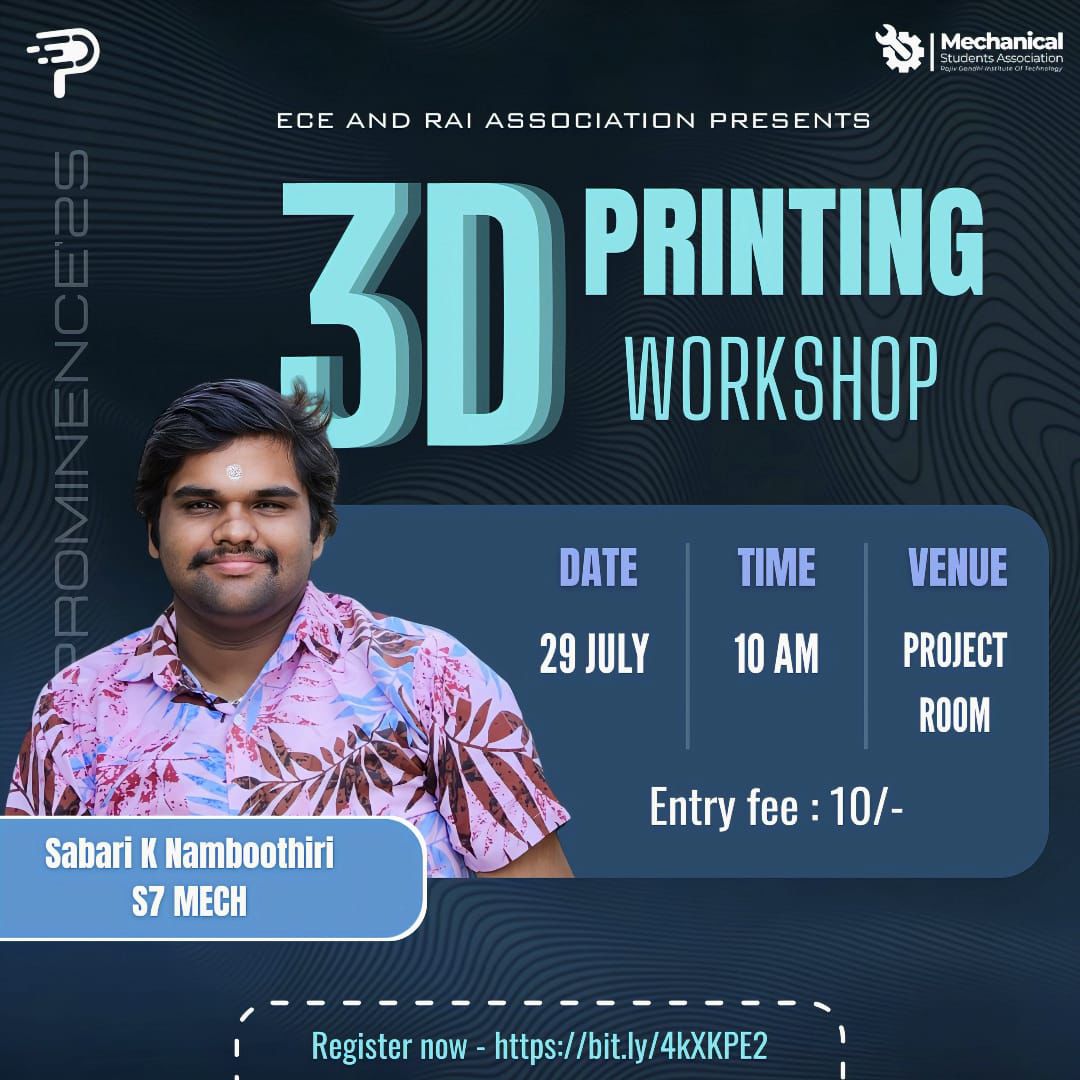 Mechanical
Students Association
Rajiv Gandhi Institute Of Technology
ECE AND RAI ASSOCIATION PRESENTS
PROMINENCE'25
3D PRINTING
WORKSHOP
DATE
29 JULY
TIME
10 AM
VENUE
PROJECT
ROOM
Entry fee : 10/-
Sabari K Namboothiri
S7 MECH
Register now - https://bit.ly/4kXKPE2